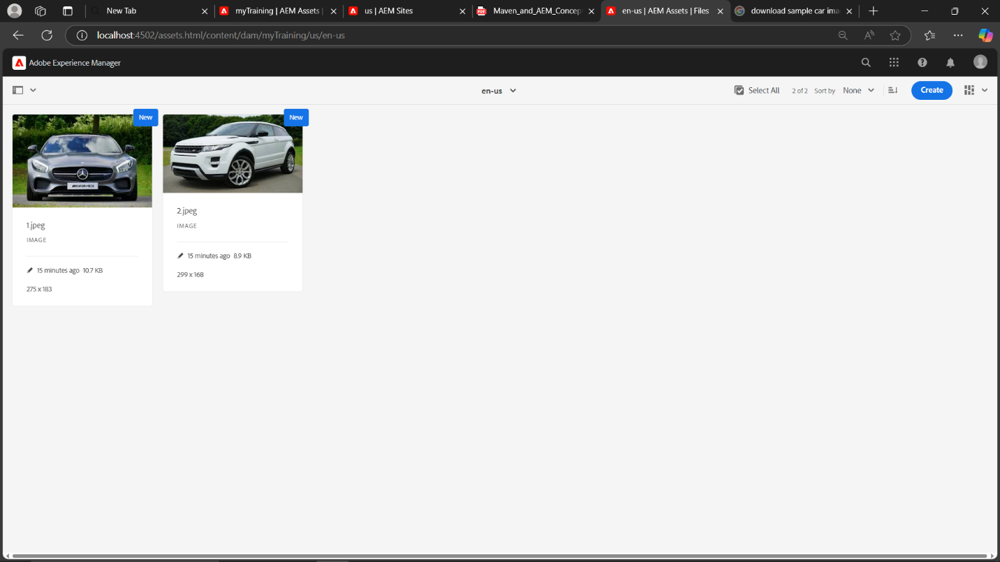 New Tab
myTraining | AEM Assets |
us | AEM Sites
Maven_and_AEM_Concep
en-us | AEM Assets | Files
download sample car ima
localhost:4502/assets.html/content/dam/myTraining/us/en-us
Adobe Experience Manager
en-us
Select All
2 of 2
Sort by
None
Create
New
New
1.jpeg
IMAGE
15 minutes ago 10.7 KB
275 x 183
2.jpeg
IMAGE
15 minutes ago 8.9 KB
299 x 168